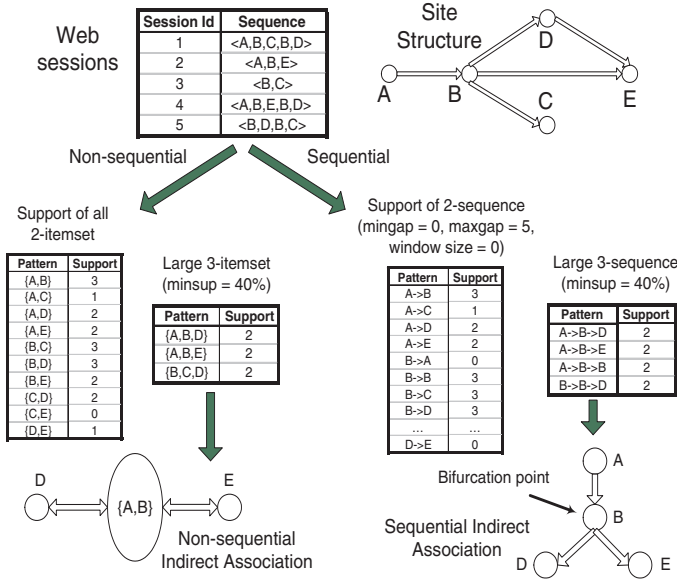 Web
sessions
Session Id Sequence
1 <A,B,C,B,D>
2 <A,B,E>
3 <B,C>
4 <A,B,E,B,D>
5 <B,D,B,C>
Site
Structure
A
B
D
C
E
Non-sequential
Sequential
Support of all
2-itemset
Pattern Support
{A,B} 3
{A,C} 1
{A,D} 2
{A,E} 2
{B,C} 3
{B,D} 3
{B,E} 2
{C,D} 2
{C,E} 0
{D,E} 1
Large 3-itemset
(minsup = 40%)
Pattern Support
{A,B,D} 2
{A,B,E} 2
{B,C,D} 2
D
{A,B}
E
Non-sequential
Indirect Association
Support of 2-sequence
(mingap = 0, maxgap = 5,
window size = 0)
Pattern Support
A->B 3
A->C 1
A->D 2
A->E 2
B->A 0
B->B 3
B->C 3
B->D 3
... ...
D->E 0
Large 3-sequence
(minsup = 40%)
Pattern Support
A->B->D 2
A->B->E 2
A->B->B 2
B->B->D 2
A
Bifurcation point
B
Sequential Indirect
Association
D
E